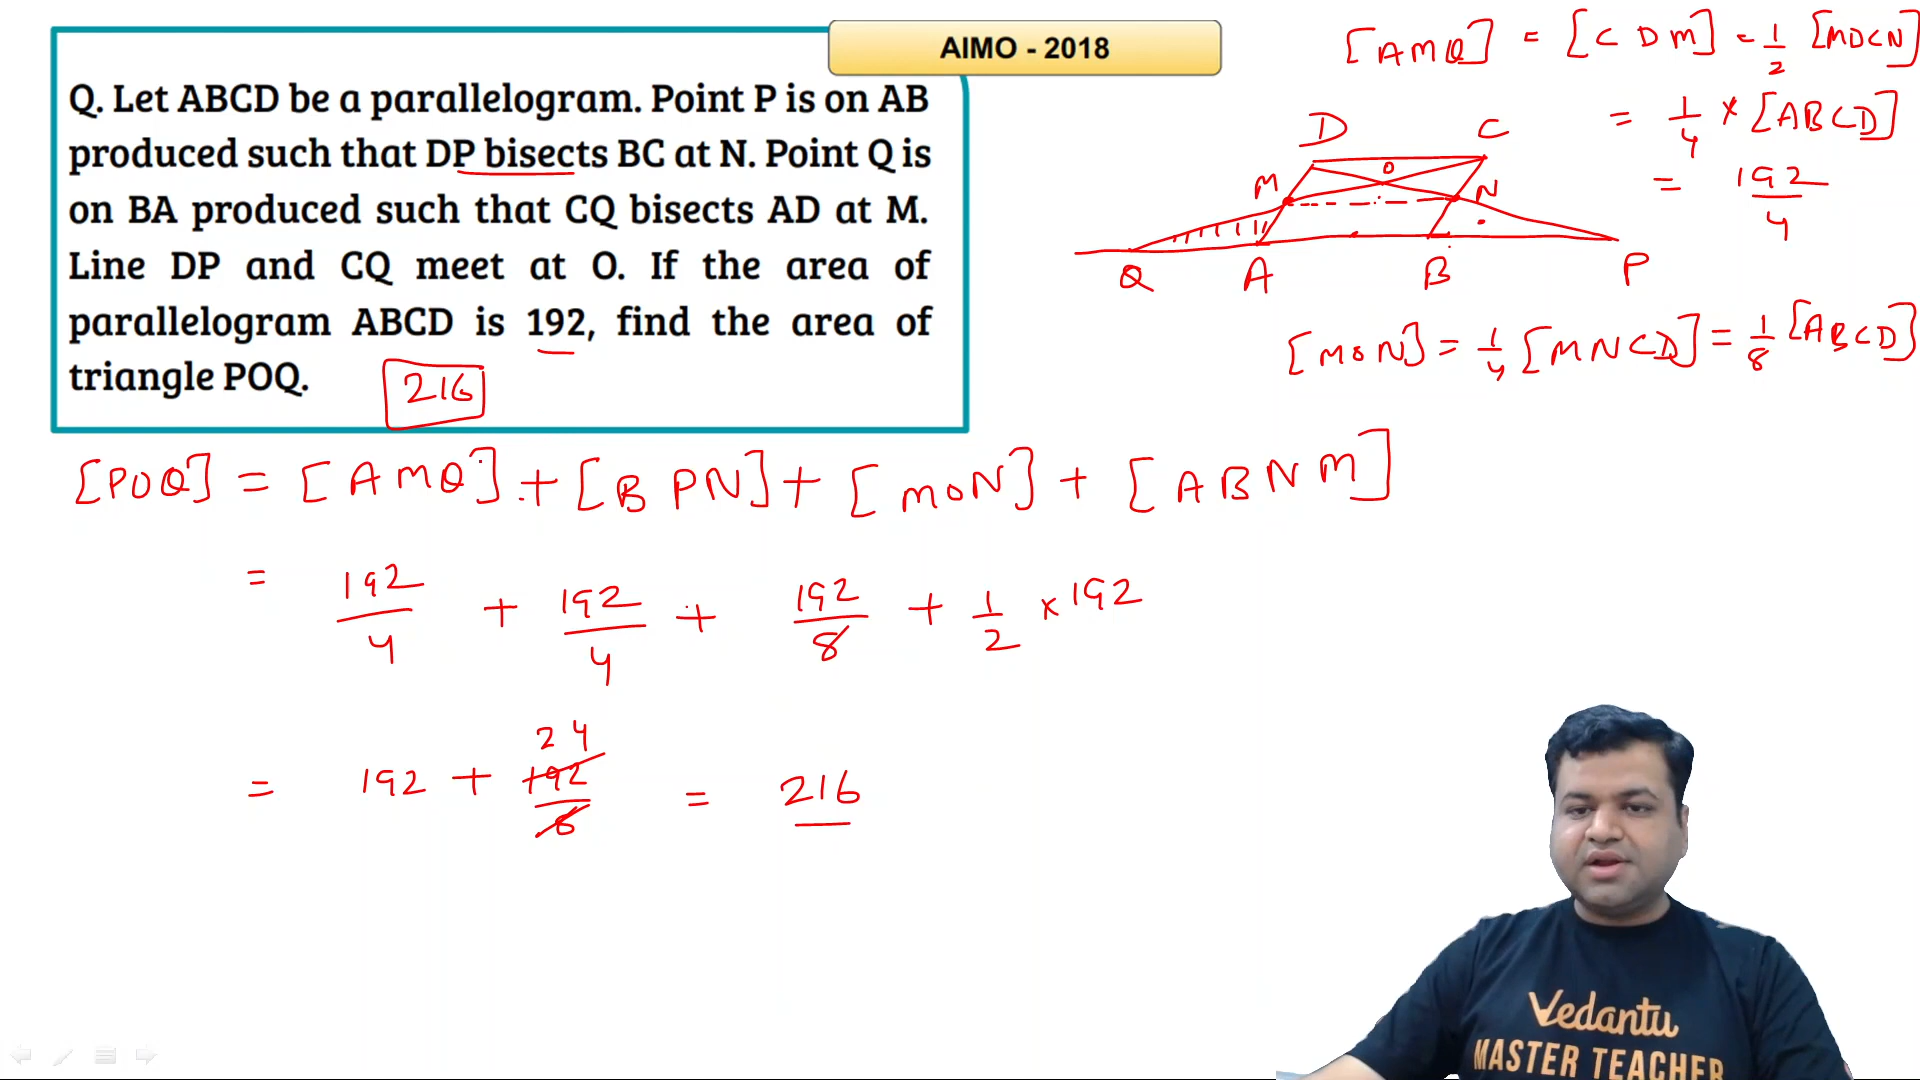 AIMO - 2018
Q. Let ABCD be a parallelogram. Point P is on AB
produced such that DP bisects BC at N. Point Q is
on BA produced such that CQ bisects AD at M.
Line DP and CQ meet at O. If the area of
parallelogram ABCD is 192, find the area of
triangle POQ.
216
[AMQ] = [CDM] = 1/2 [MDCN]
= 1/4 × [ABCD]
= 192/4
D C
M O N
Q A B P
[MON] = 1/4 [MNCD] = 1/8 [ABCD]
[POQ] = [AMQ] + [BPN] + [MON] + [ABNM]
= 192/4 + 192/4 + 192/8 + 1/2 × 192
24
= 192 + 192/8 = 216
Vedantu
MASTER TEACHER